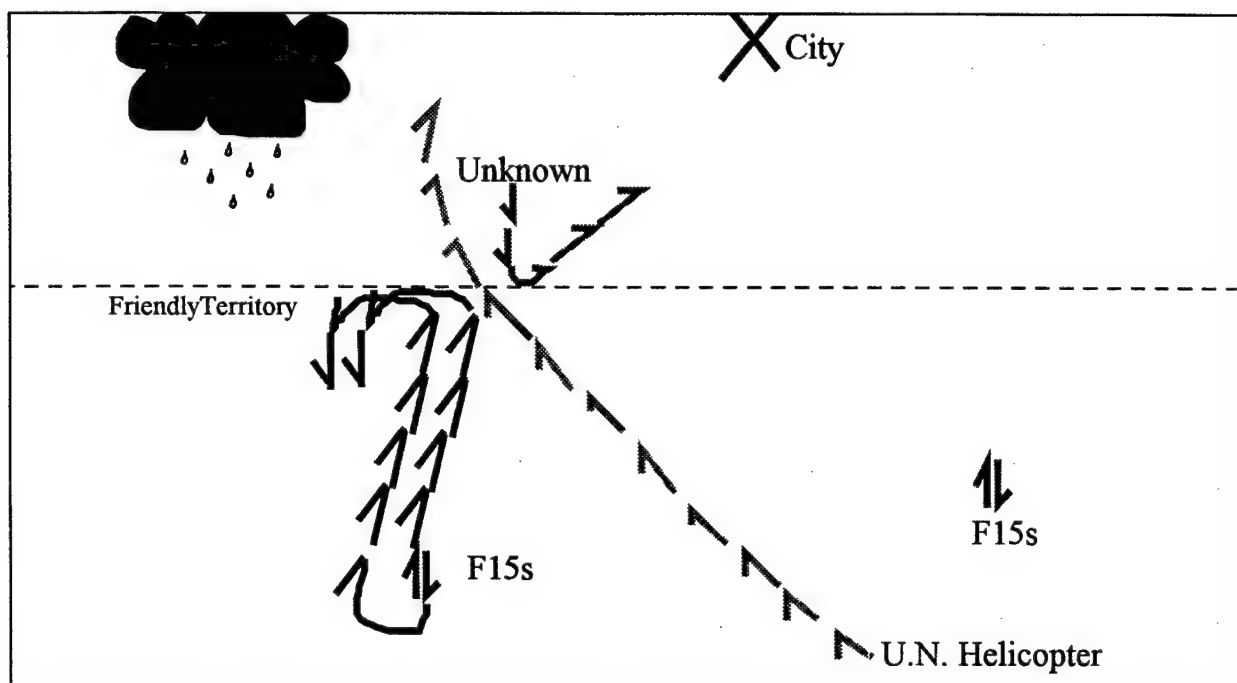 City
Unknown
FriendlyTerritory
F15s
F15s
U.N. Helicopter